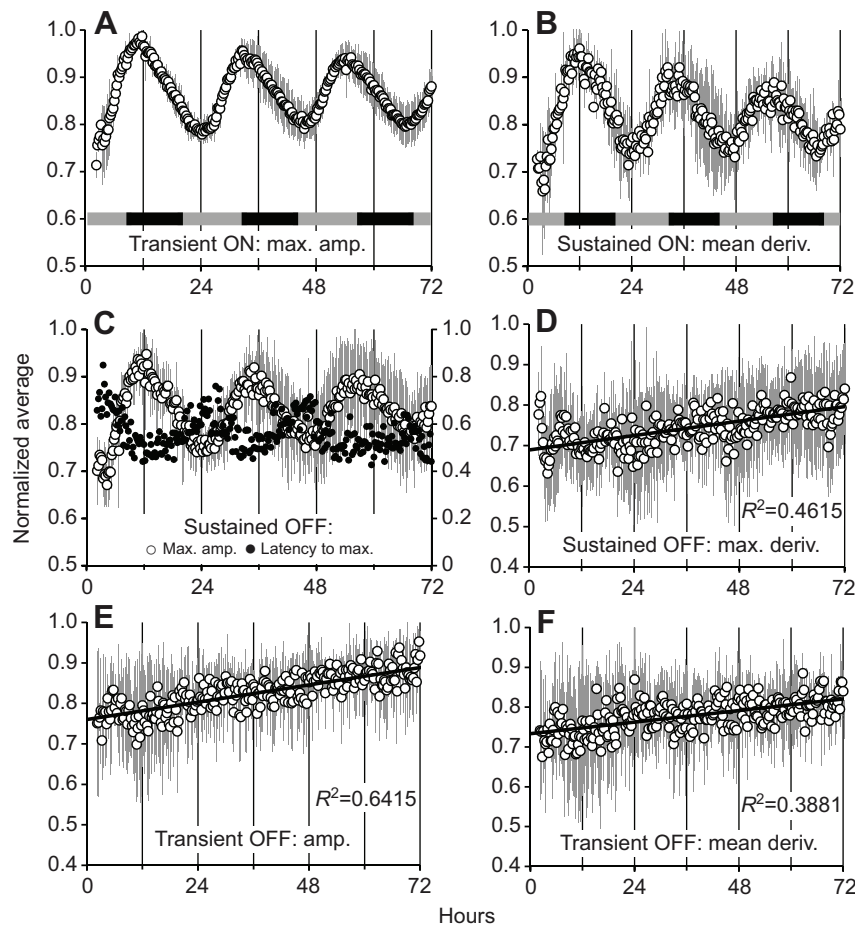 A
B
1.0
0.9
0.8
0.7
0.6
0.5
Transient ON: max. amp.
0 24 48 72
1.0
0.9
0.8
0.7
0.6
0.5
Sustained ON: mean deriv.
0 24 48 72
Normalized average
C
1.0
0.9
0.8
0.7
0.6
0.5
1.0
0.8
0.6
0.4
0.2
0
Sustained OFF:
Max. amp. Latency to max.
0 24 48 72
D
1.0
0.9
0.8
0.7
0.6
0.5
0.4
R²=0.4615
Sustained OFF: max. deriv.
0 24 48 72
E
1.0
0.9
0.8
0.7
0.6
0.5
0.4
R²=0.6415
Transient OFF: amp.
0 24 48 72
F
1.0
0.9
0.8
0.7
0.6
0.5
0.4
R²=0.3881
Transient OFF: mean deriv.
0 24 48 72
Hours